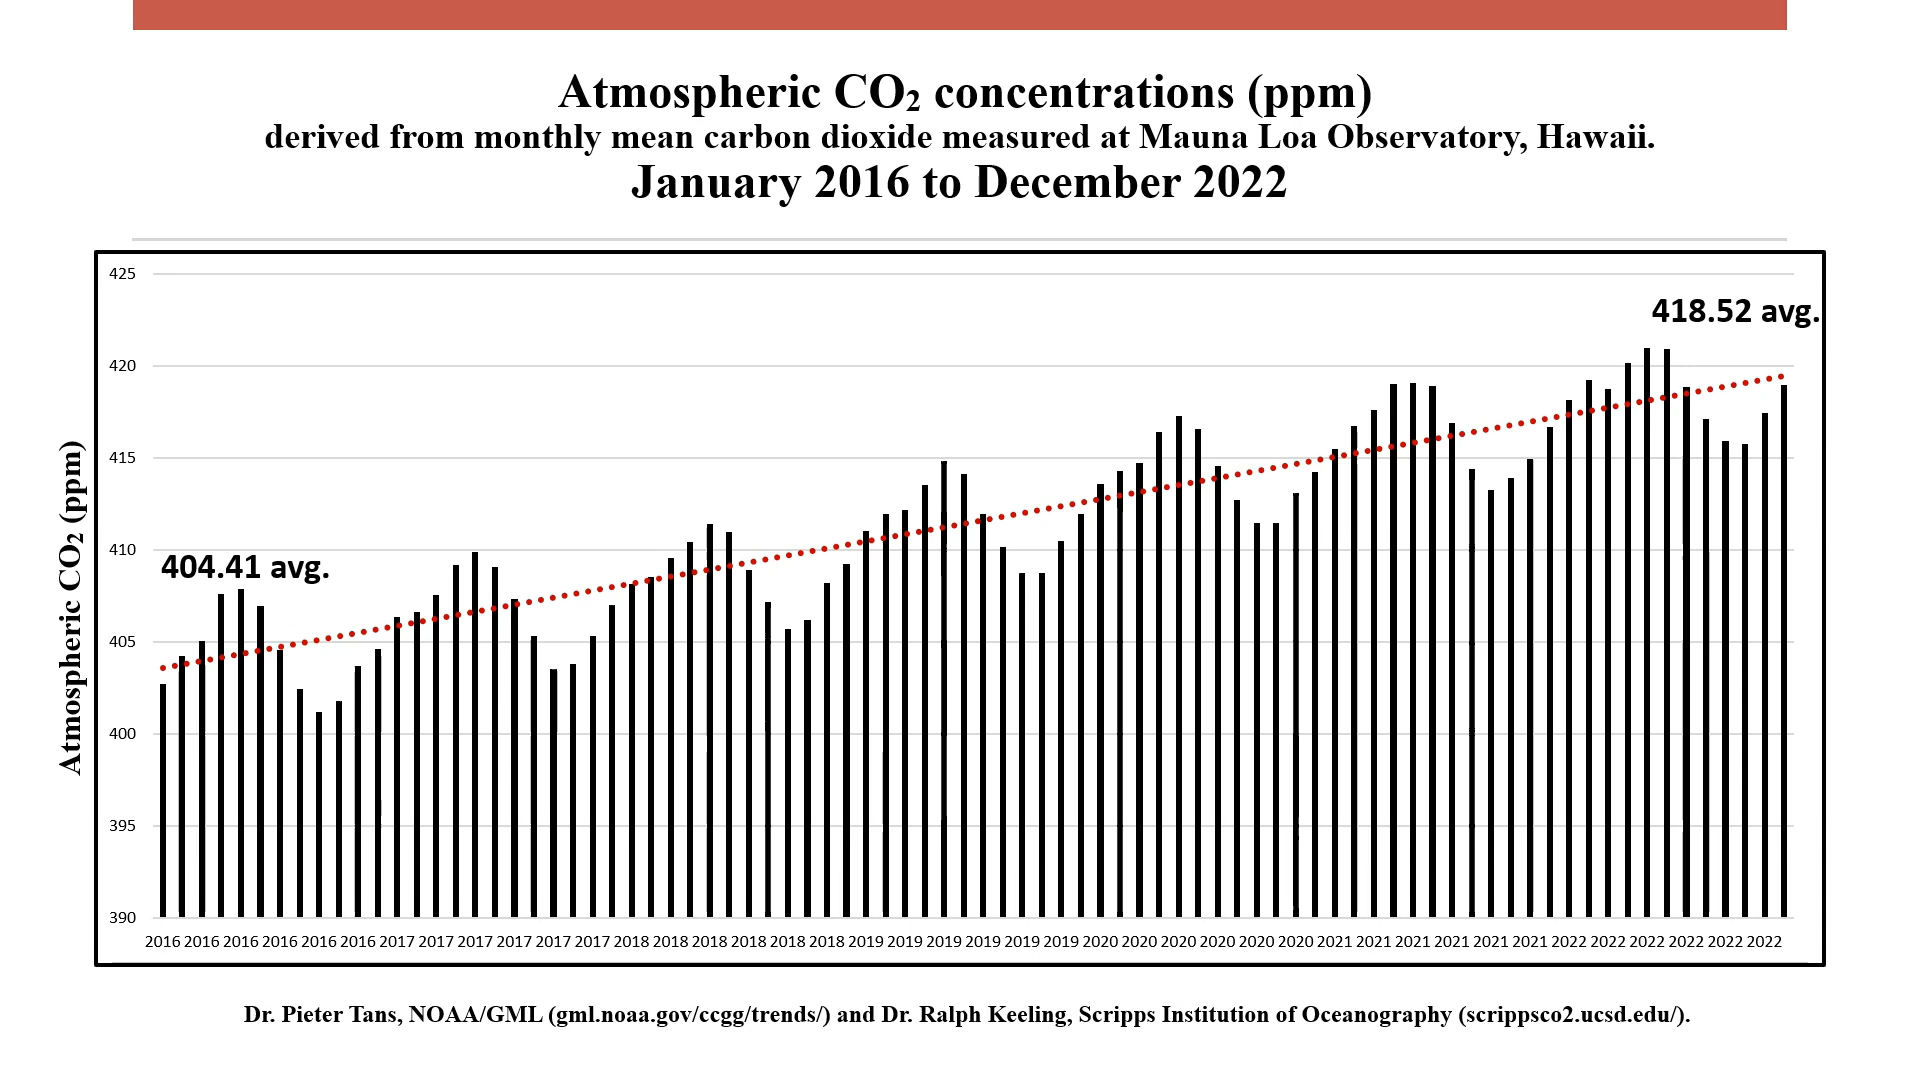 Atmospheric CO₂ concentrations (ppm)
derived from monthly mean carbon dioxide measured at Mauna Loa Observatory, Hawaii.
January 2016 to December 2022
425
418.52 avg.
420
415
410
404.41 avg.
405
400
395
390
Atmospheric CO₂ (ppm)
2016 2016 2016 2016 2016 2016 2017 2017 2017 2017 2017 2017 2018 2018 2018 2018 2018 2018 2019 2019 2019 2019 2019 2019 2020 2020 2020 2020 2020 2020 2021 2021 2021 2021 2021 2021 2022 2022 2022 2022 2022 2022
Dr. Pieter Tans, NOAA/GML (gml.noaa.gov/ccgg/trends/) and Dr. Ralph Keeling, Scripps Institution of Oceanography (scrippsco2.ucsd.edu/).